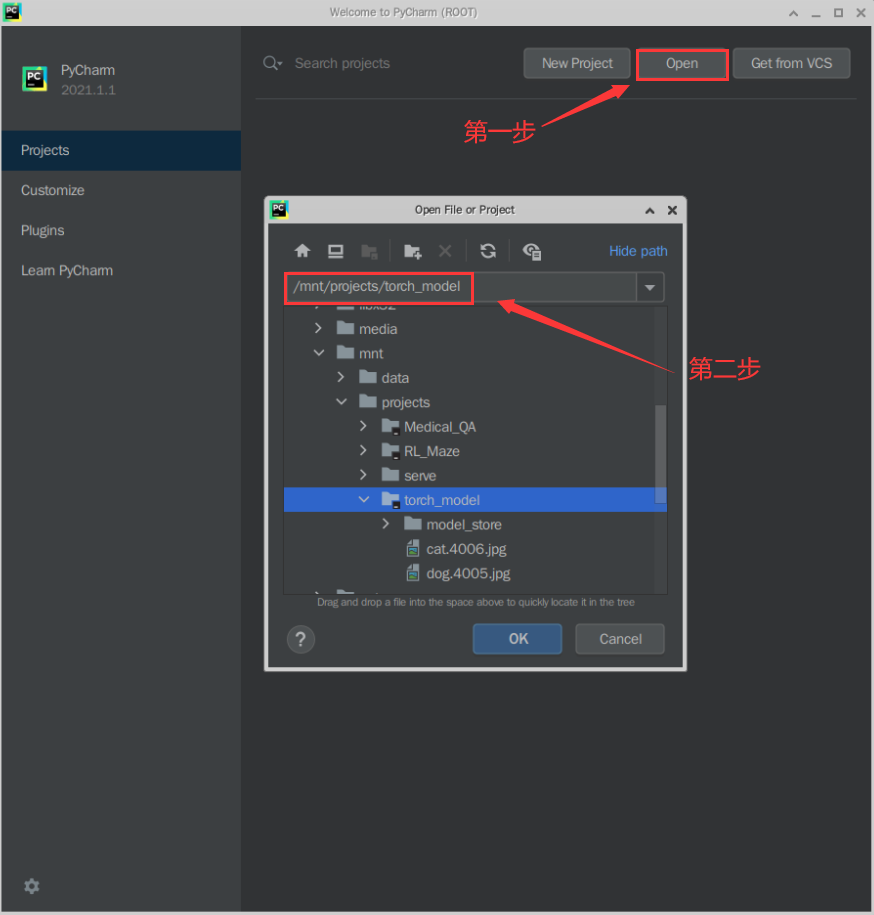 Welcome to PyCharm (ROOT)
PyCharm
2021.1.1
Search projects
New Project
Open
Get from VCS
第一步
Projects
Customize
Plugins
Learn PyCharm
Open File or Project
Hide path
/mnt/projects/torch_model
media
mnt
第二步
data
projects
Medical_QA
RL_Maze
serve
torch_model
model_store
cat.4006.jpg
dog.4005.jpg
Drag and drop a file into the space above to quickly locate it in the tree
?
OK
Cancel